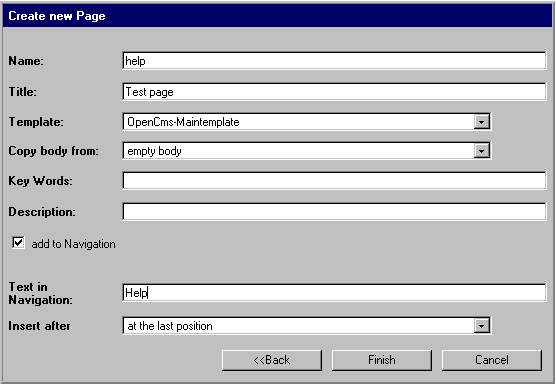 Create new Page
Name: help
Title: Test page
Template: OpenCms-Maintemplate
Copy body from: empty body
Key Words:
Description:
add to Navigation
Text in
Navigation: Help
Insert after at the last position
<<Back Finish Cancel